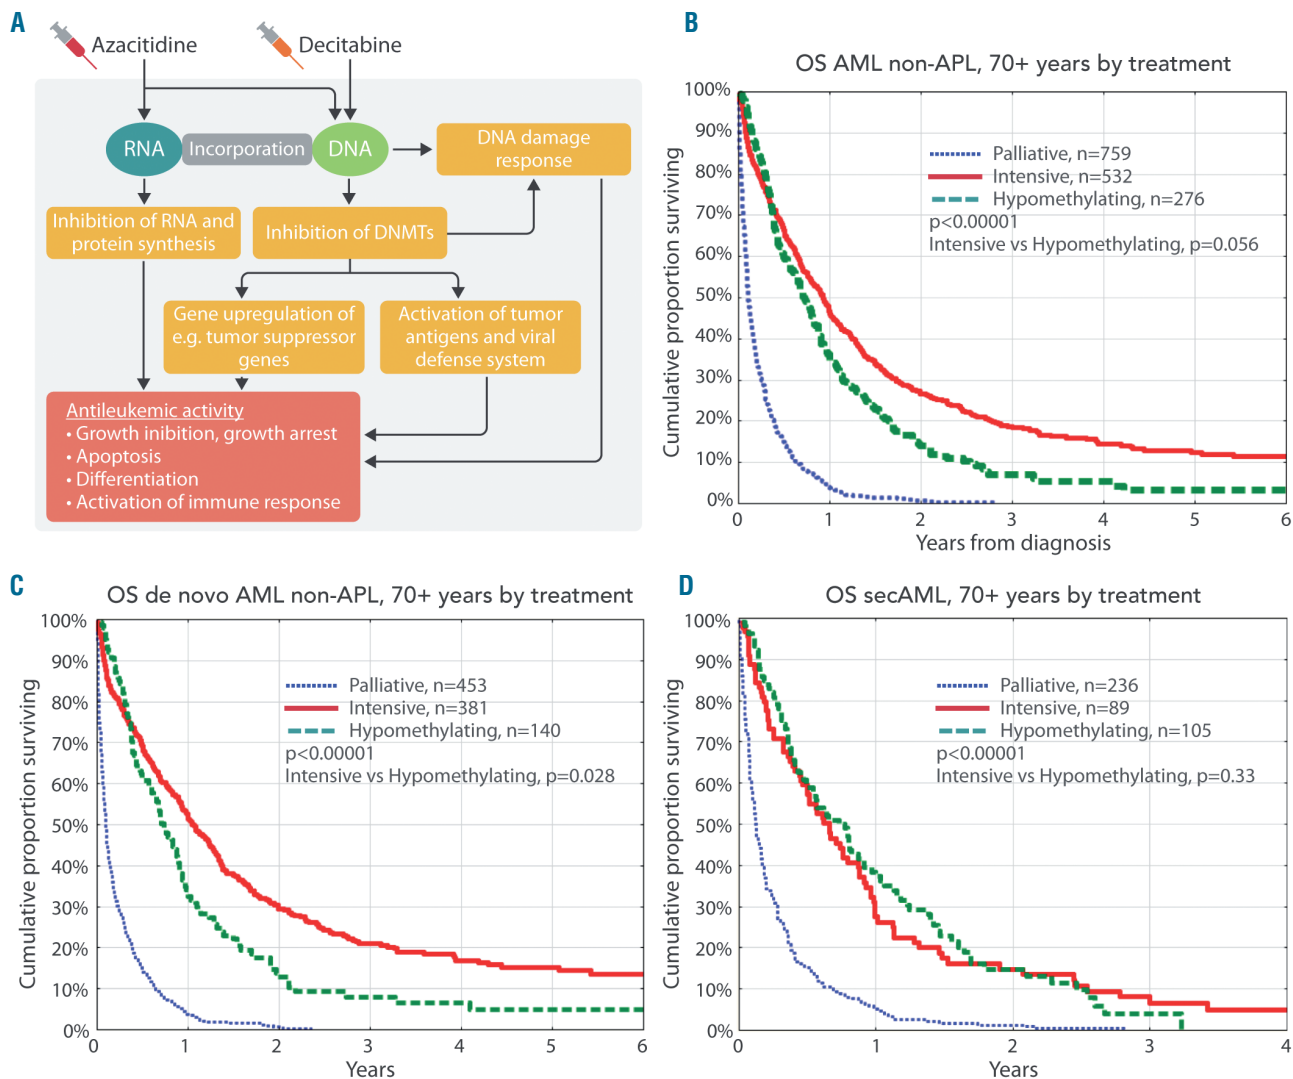 A
Azacitidine
Decitabine
RNA
Incorporation
DNA
DNA damage
response
Inhibition of RNA and
protein synthesis
Inhibition of DNMTs
Gene upregulation of
e.g. tumor suppressor
genes
Activation of tumor
antigens and viral
defense system
Antileukemic activity
• Growth inibition, growth arrest
• Apoptosis
• Differentiation
• Activation of immune response
B
OS AML non-APL, 70+ years by treatment
Cumulative proportion surviving
100%
90%
80%
70%
60%
50%
40%
30%
20%
10%
0%
Palliative, n=759
Intensive, n=532
Hypomethylating, n=276
p<0.00001
Intensive vs Hypomethylating, p=0.056
0 1 2 3 4 5 6
Years from diagnosis
C
OS de novo AML non-APL, 70+ years by treatment
Cumulative proportion surviving
100%
90%
80%
70%
60%
50%
40%
30%
20%
10%
0%
Palliative, n=453
Intensive, n=381
Hypomethylating, n=140
p<0.00001
Intensive vs Hypomethylating, p=0.028
0 1 2 3 4 5 6
Years
D
OS secAML, 70+ years by treatment
Cumulative proportion surviving
100%
90%
80%
70%
60%
50%
40%
30%
20%
10%
0%
Palliative, n=236
Intensive, n=89
Hypomethylating, n=105
p<0.00001
Intensive vs Hypomethylating, p=0.33
0 1 2 3 4
Years